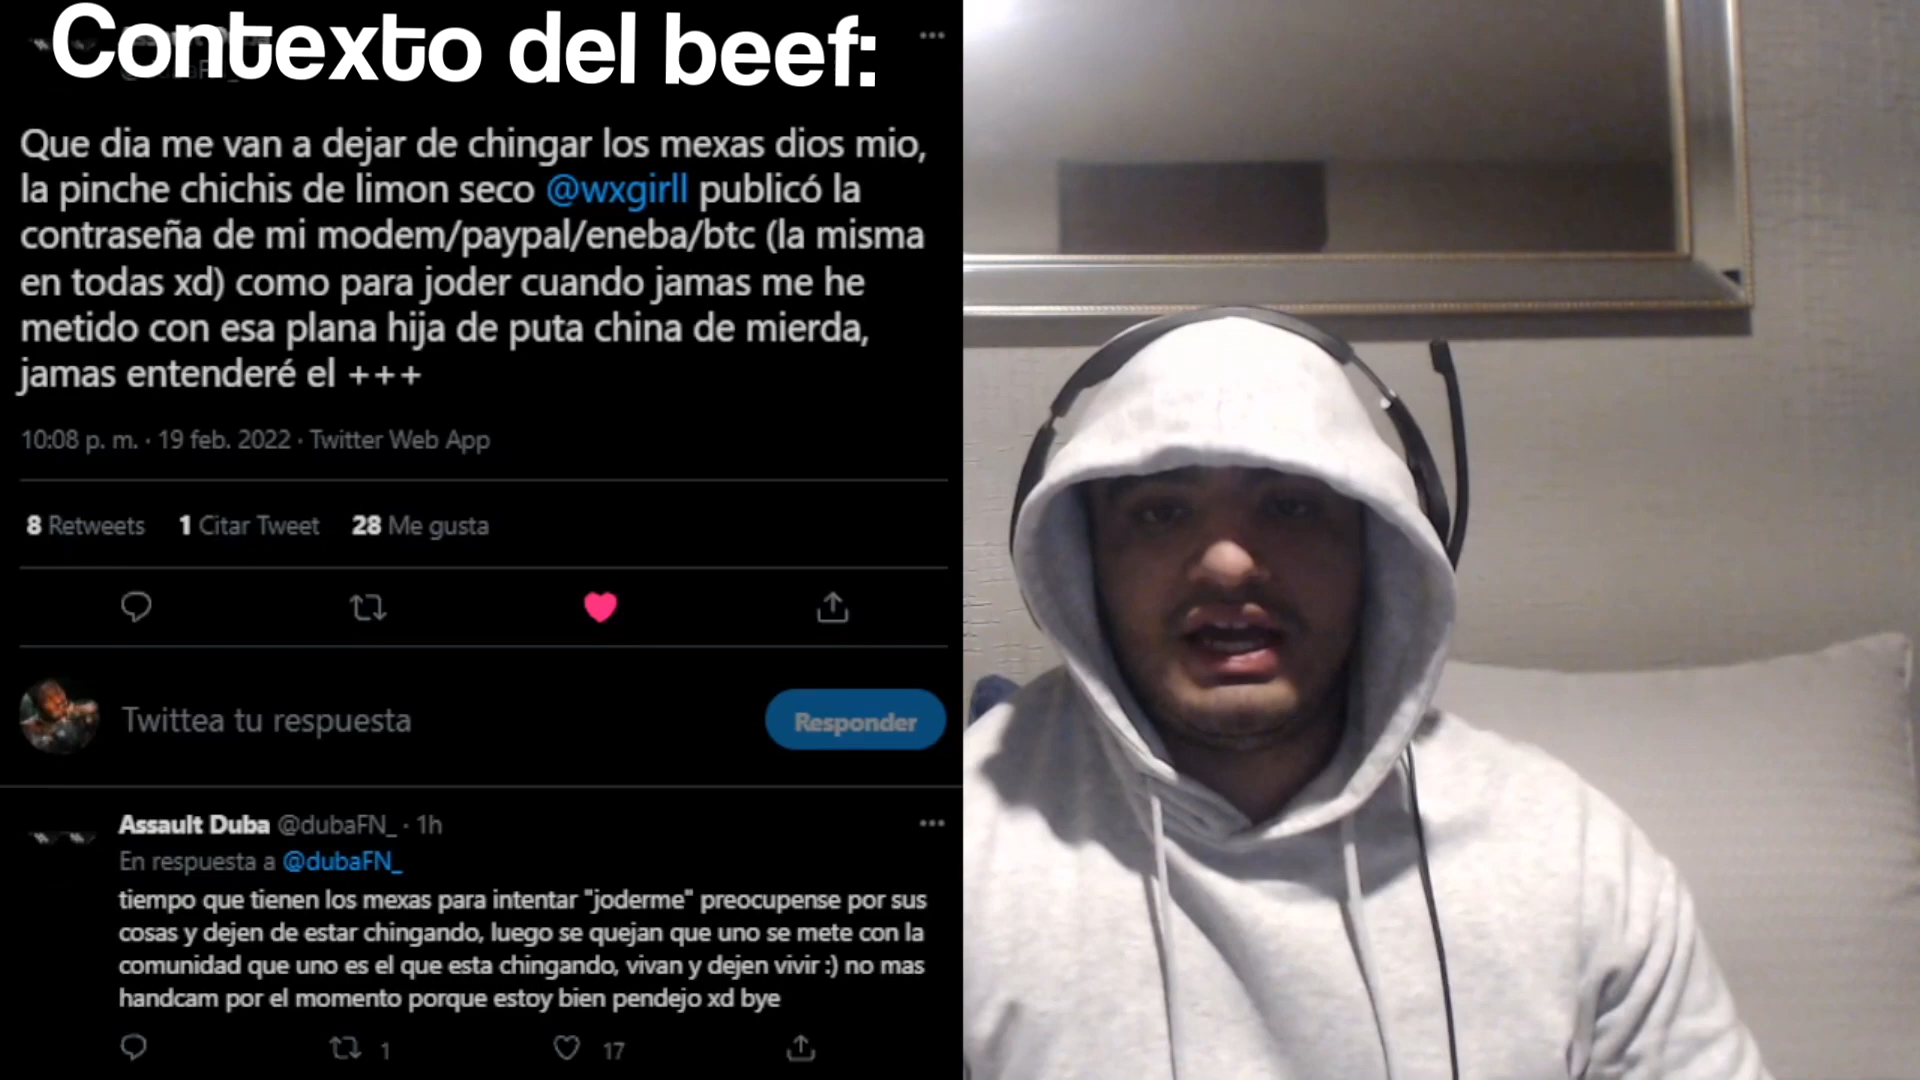 Contexto del beef:
Que dia me van a dejar de chingar los mexas dios mio,
la pinche chichis de limon seco @wxgirll publicó la
contraseña de mi modem/paypal/eneba/btc (la misma
en todas xd) como para joder cuando jamas me he
metido con esa plana hija de puta china de mierda,
jamas entenderé el +++
10:08 p. m. · 19 feb. 2022 · Twitter Web App
8 Retweets 1 Citar Tweet 28 Me gusta
Twittea tu respuesta
Responder
Assault Duba @dubaFN_ · 1h
En respuesta a @dubaFN_
tiempo que tienen los mexas para intentar "joderme" preocupense por sus
cosas y dejen de estar chingando, luego se quejan que uno se mete con la
comunidad que uno es el que esta chingando, vivan y dejen vivir :) no mas
handcam por el momento porque estoy bien pendejo xd bye
1 17